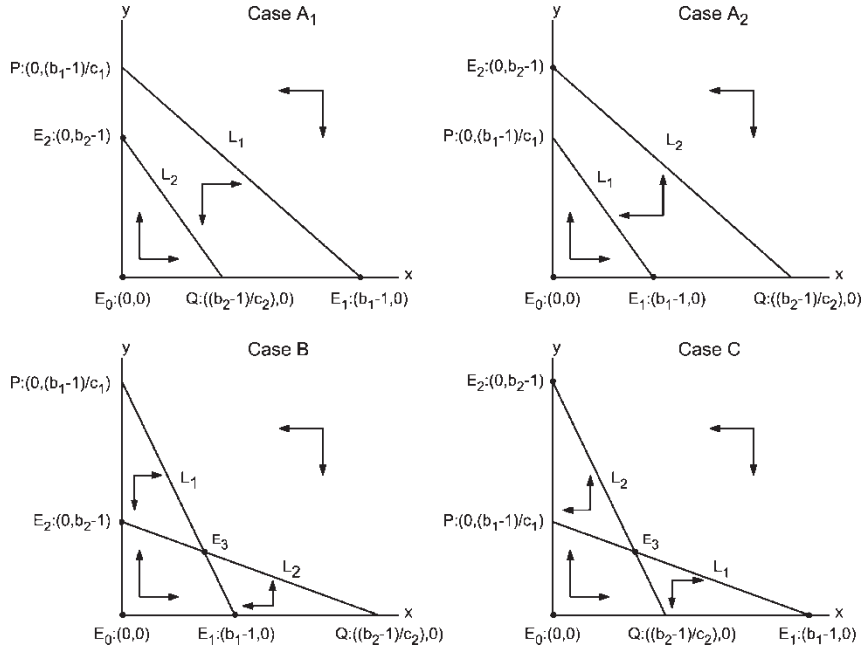 y
Case A₁
P:(0,(b₁-1)/c₁)
E₂:(0,b₂-1)
L₁
L₂
x
E₀:(0,0)
Q:((b₂-1)/c₂),0)
E₁:(b₁-1,0)
y
Case A₂
E₂:(0,b₂-1)
P:(0,(b₁-1)/c₁)
L₂
L₁
x
E₀:(0,0)
E₁:(b₁-1,0)
Q:((b₂-1)/c₂),0)
y
Case B
P:(0,(b₁-1)/c₁)
L₁
E₂:(0,b₂-1)
E₃
L₂
x
E₀:(0,0)
E₁:(b₁-1,0)
Q:((b₂-1)/c₂),0)
y
Case C
E₂:(0,b₂-1)
L₂
P:(0,(b₁-1)/c₁)
E₃
L₁
x
E₀:(0,0)
Q:((b₂-1)/c₂),0)
E₁:(b₁-1,0)